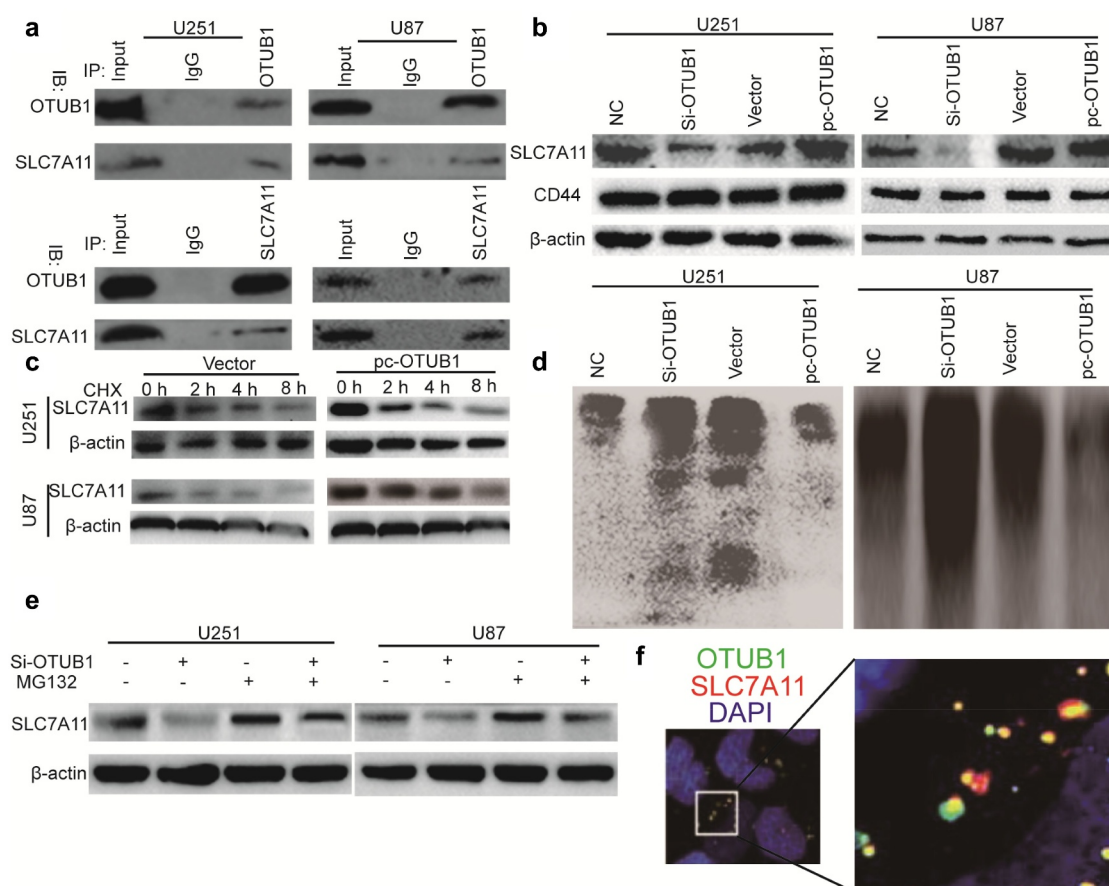 a
U251
U87
IP:
Input
IgG
OTUB1
Input
IgG
OTUB1
IB:
OTUB1
SLC7A11
IP:
Input
IgG
SLC7A11
Input
IgG
SLC7A11
IB:
OTUB1
SLC7A11
b
U251
U87
NC
Si-OTUB1
Vector
pc-OTUB1
NC
Si-OTUB1
Vector
pc-OTUB1
SLC7A11
CD44
β-actin
c
Vector
pc-OTUB1
CHX
0 h 2 h 4 h 8 h
0 h 2 h 4 h 8 h
U251
SLC7A11
β-actin
U87
SLC7A11
β-actin
d
U251
U87
NC
Si-OTUB1
Vector
pc-OTUB1
NC
Si-OTUB1
Vector
pc-OTUB1
e
U251
U87
Si-OTUB1 - + - + - + - +
MG132 - - + + - - + +
SLC7A11
β-actin
f
OTUB1
SLC7A11
DAPI